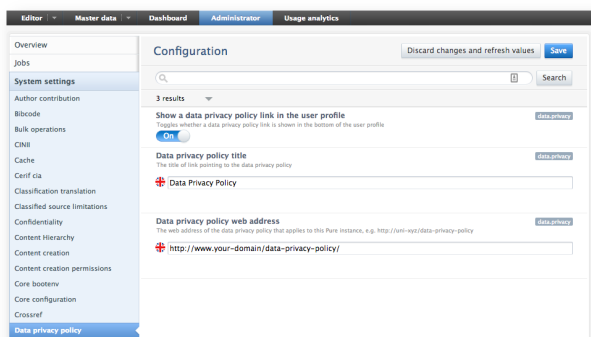 Editor Master data Dashboard Administrator Usage analytics
Overview
Jobs
System settings
Author contribution
Bibcode
Bulk operations
CINII
Cache
Cerif cia
Classification translation
Classified source limitations
Confidentiality
Content Hierarchy
Content creation
Content creation permissions
Core bootenv
Core configuration
Crossref
Data privacy policy
Configuration
Discard changes and refresh values Save
Search
3 results
Show a data privacy policy link in the user profile data.privacy
Toggles whether a data privacy policy link is shown in the bottom of the user profile
On
Data privacy policy title data.privacy
The title of link pointing to the data privacy policy
Data Privacy Policy
Data privacy policy web address data.privacy
The web address of the data privacy policy that applies to this Pure instance, e.g. http://uni-xyz/data-privacy-policy
http://www.your-domain/data-privacy-policy/